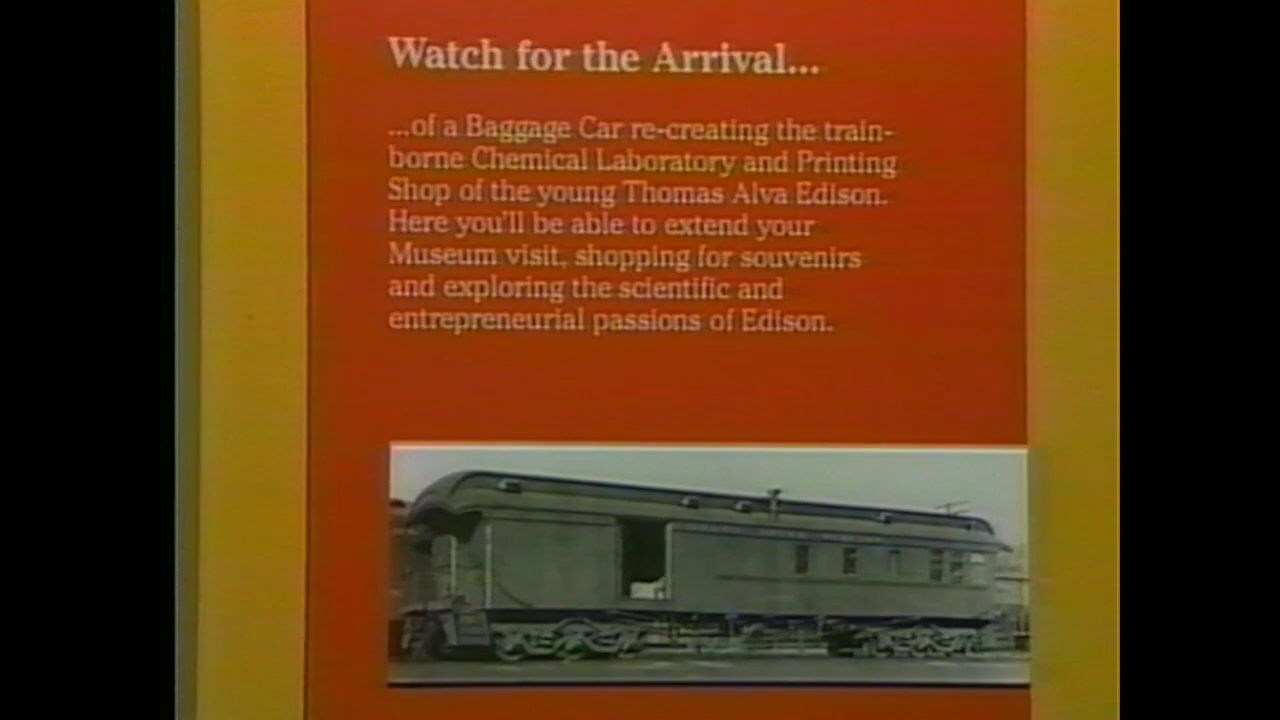 Watch for the Arrival...
...of a Baggage Car re-creating the train-
borne Chemical Laboratory and Printing
Shop of the young Thomas Alva Edison.
Here you'll be able to extend your
Museum visit, shopping for souvenirs
and exploring the scientific and
entrepreneurial passions of Edison.